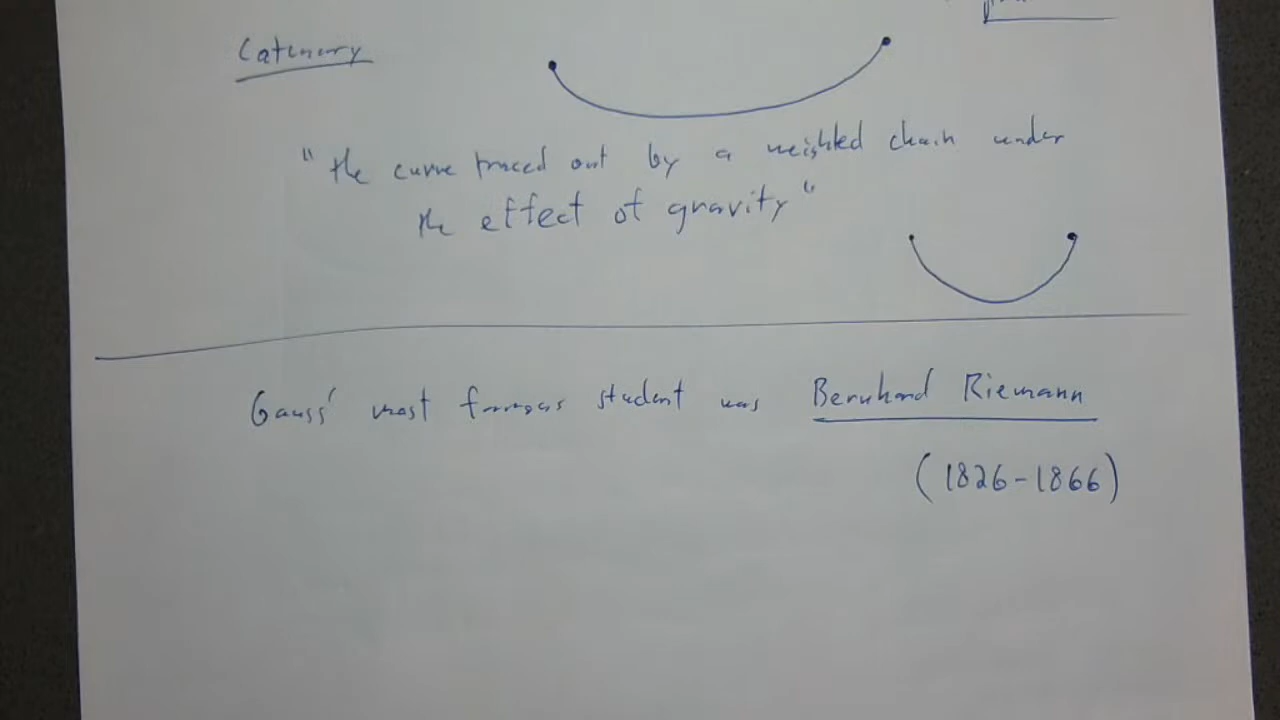 Catenary
"the curve traced out by a weighted chain under
the effect of gravity"
Gauss' most famous student was Bernhard Riemann
(1826-1866)